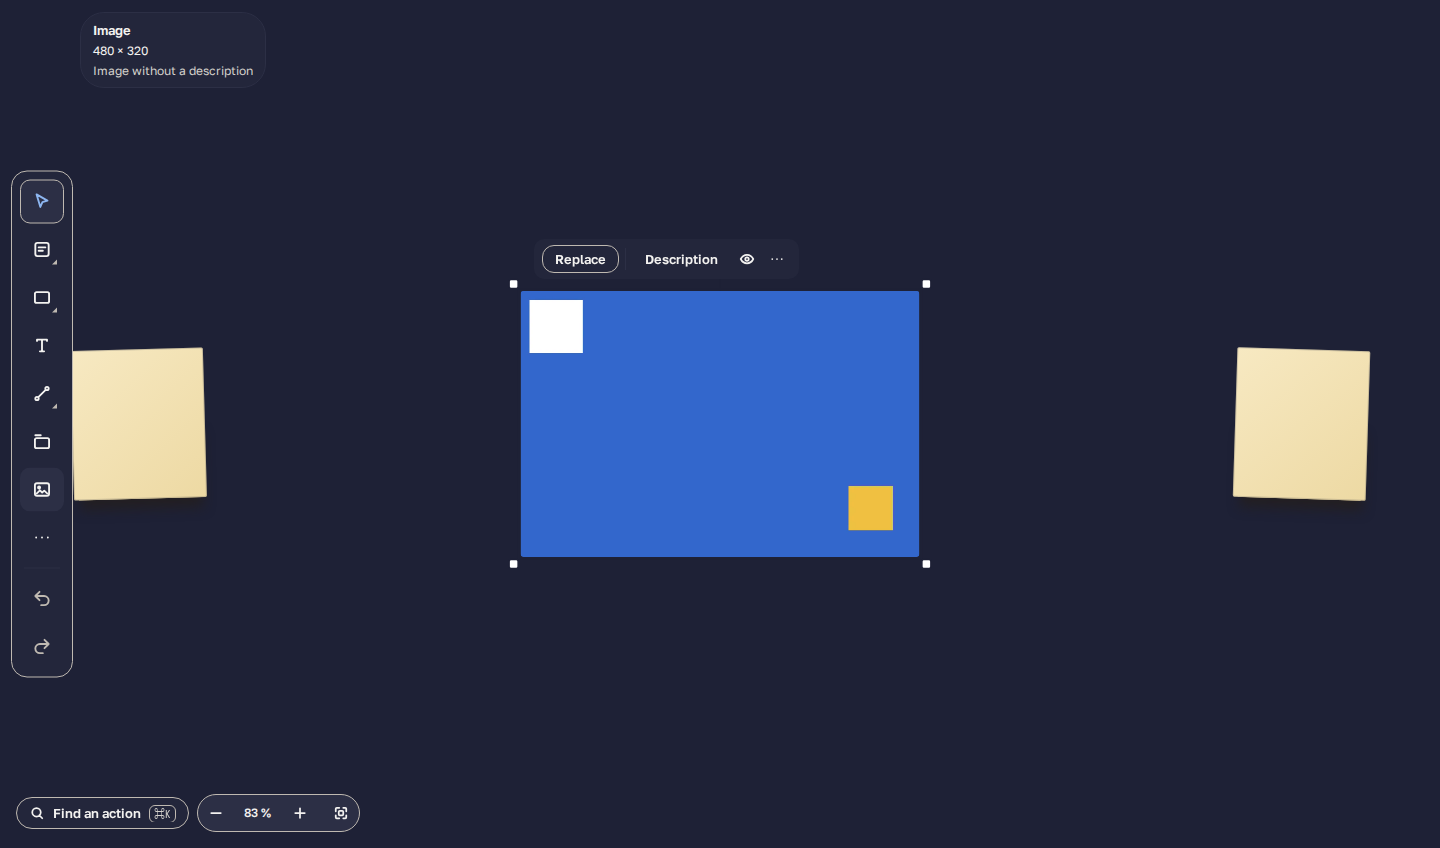 Image
480 × 320
Image without a description
Replace
Description
Find an action ⌘K
83 %